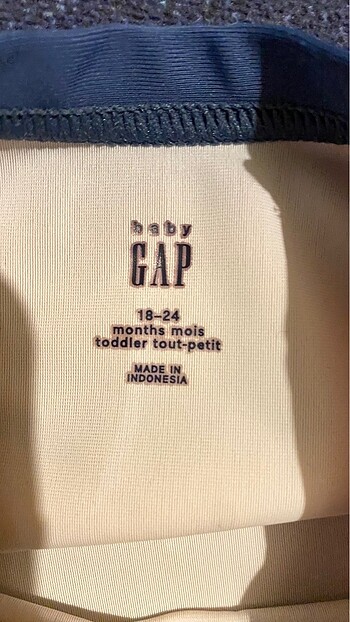 baby
GAP
18–24
months mois
toddler tout-petit
MADE IN
INDONESIA